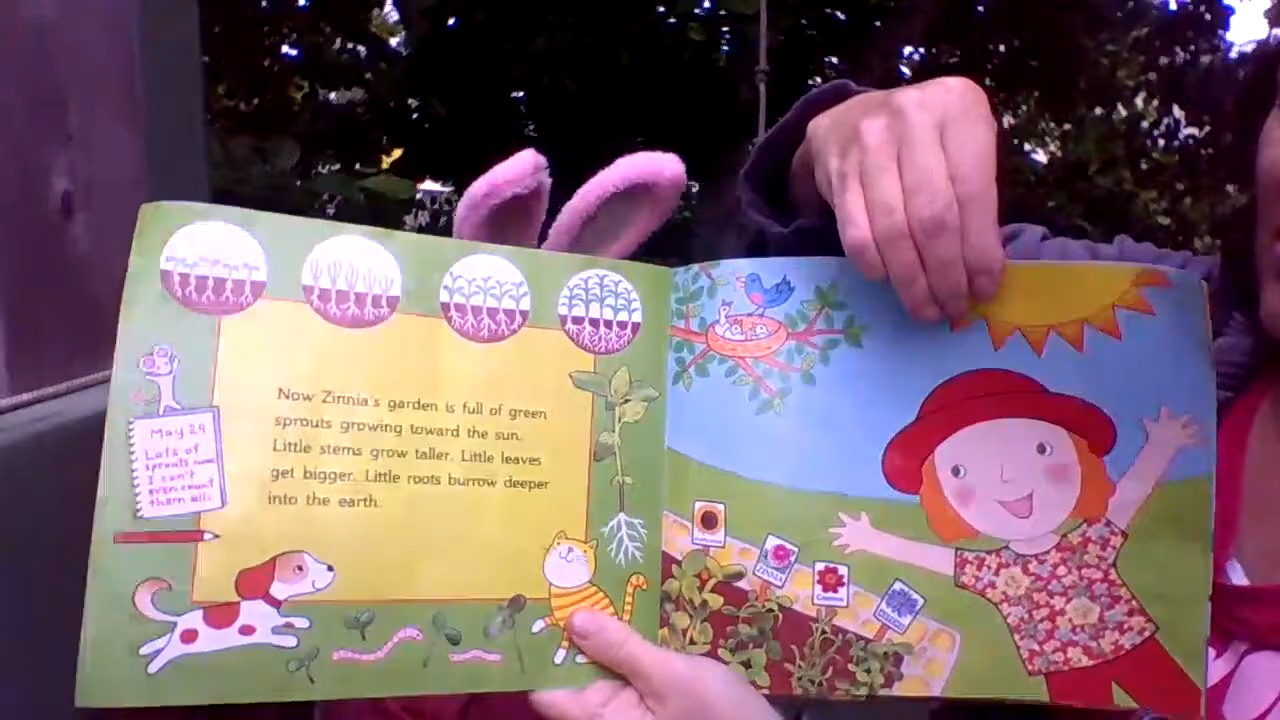 Now Zinnia's garden is full of green
sprouts growing toward the sun.
Little stems grow taller. Little leaves
get bigger. Little roots burrow deeper
into the earth.
May 29
Lots of
sprouts now
I can't
even count
them all.
ZINNIA